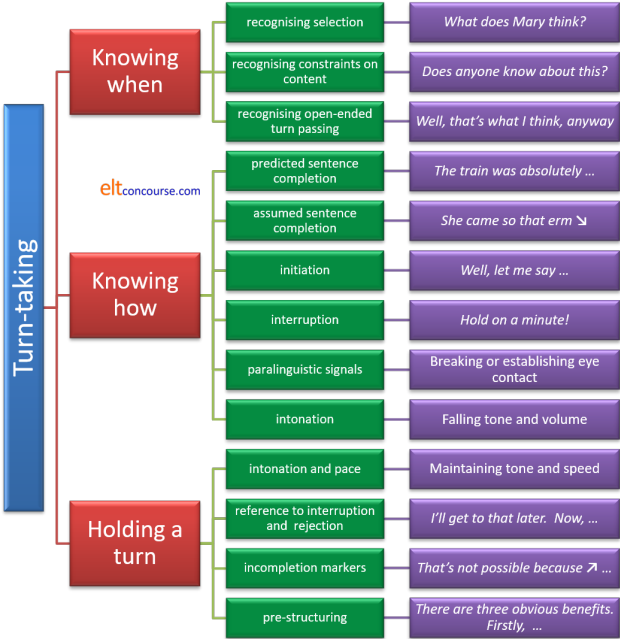 Turn-taking
Knowing
when
recognising selection
What does Mary think?
recognising constraints on
content
Does anyone know about this?
recognising open-ended
turn passing
Well, that's what I think, anyway
eltconcourse.com
Knowing
how
predicted sentence
completion
The train was absolutely …
assumed sentence
completion
She came so that erm ➘
initiation
Well, let me say …
interruption
Hold on a minute!
paralinguistic signals
Breaking or establishing eye
contact
intonation
Falling tone and volume
Holding a
turn
intonation and pace
Maintaining tone and speed
reference to interruption
and rejection
I'll get to that later. Now, …
incompletion markers
That's not possible because ➚ …
pre-structuring
There are three obvious benefits.
Firstly, …